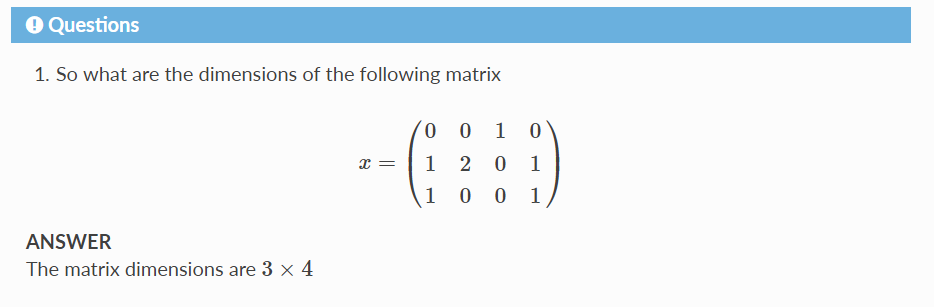 Questions
1. So what are the dimensions of the following matrix
x = ( 0 0 1 0
1 2 0 1
1 0 0 1 )
ANSWER
The matrix dimensions are 3 × 4